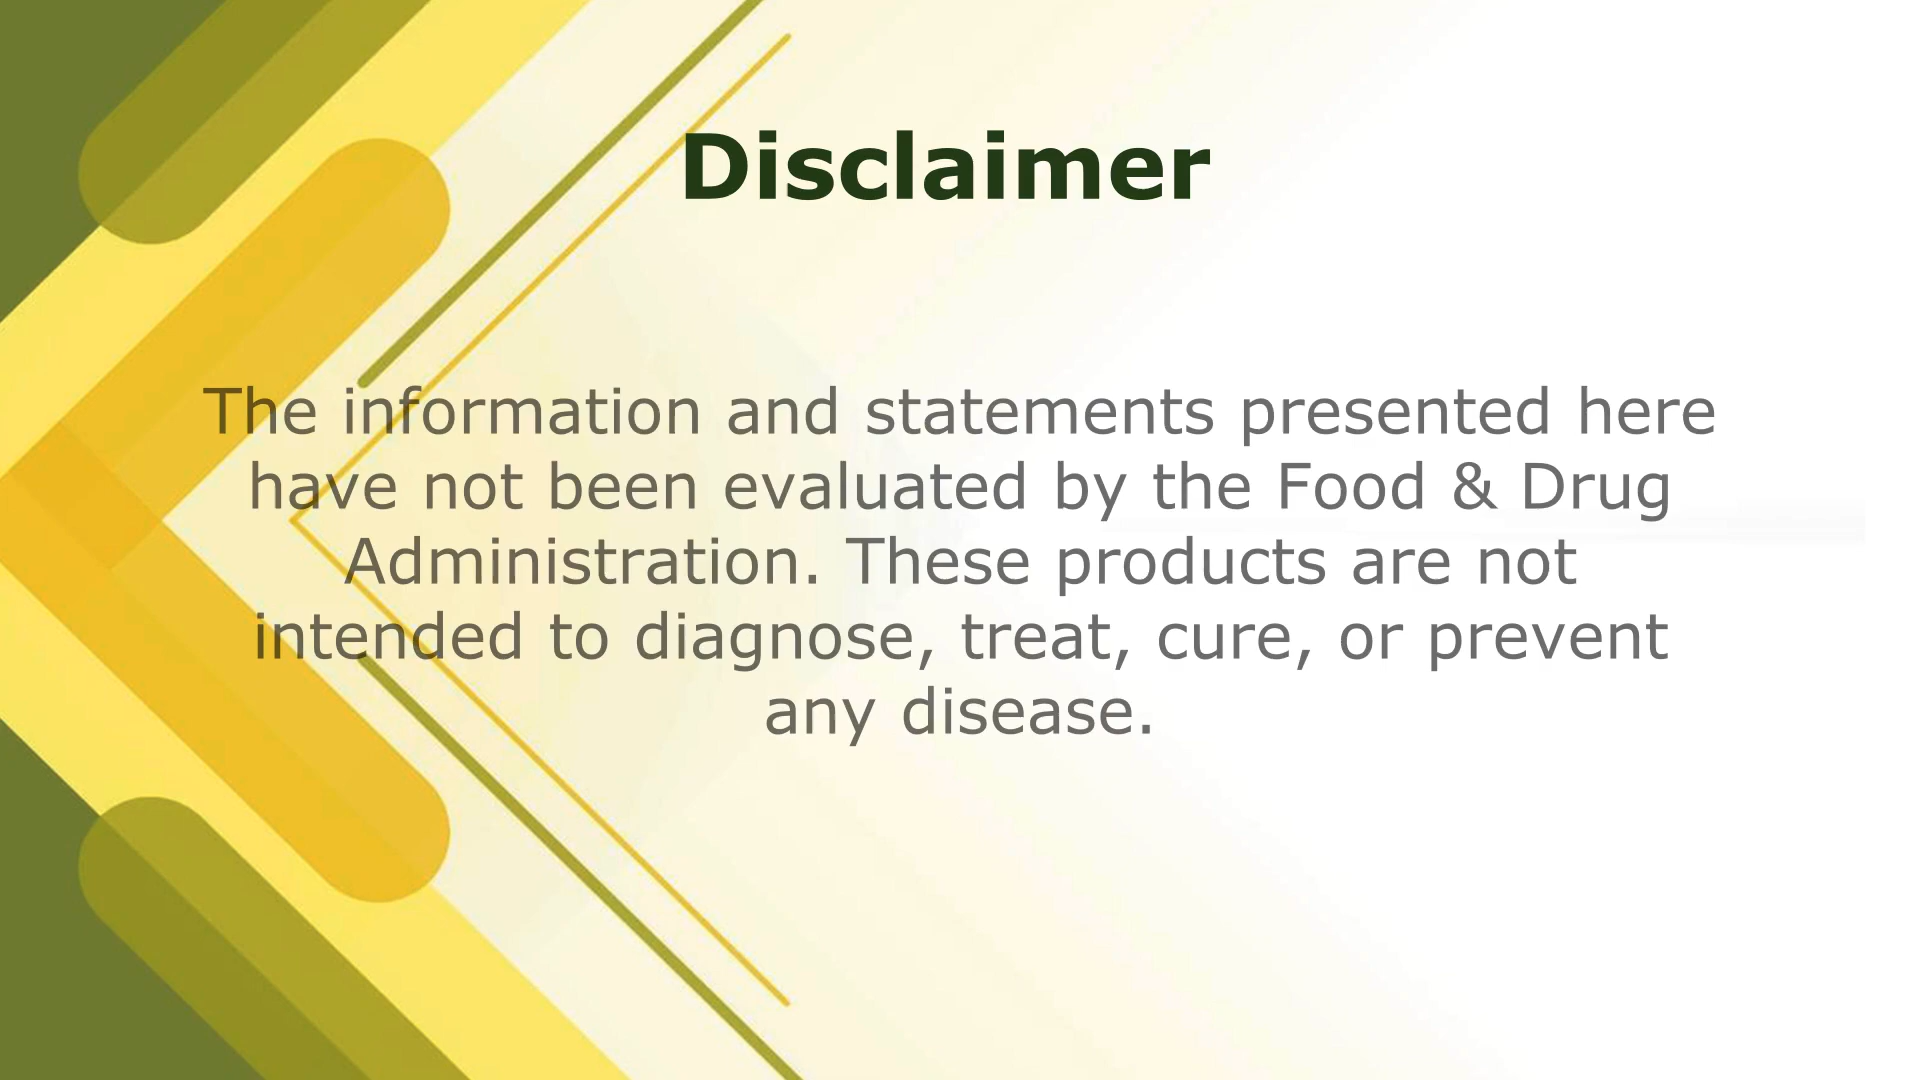 Disclaimer
The information and statements presented here
have not been evaluated by the Food & Drug
Administration. These products are not
intended to diagnose, treat, cure, or prevent
any disease.